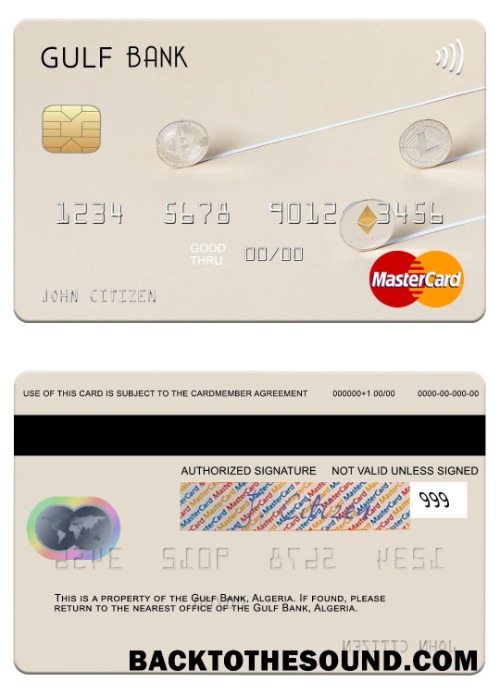 GULF BANK
1234 5678 9012 3456
GOOD
THRU 00/00
JOHN CITIZEN
MasterCard
USE OF THIS CARD IS SUBJECT TO THE CARDMEMBER AGREEMENT 000000+1 00/00 0000-00-000-00
AUTHORIZED SIGNATURE NOT VALID UNLESS SIGNED
MasterCard
999
This is a property of the Gulf Bank, Algeria. If found, please
return to the nearest office of the Gulf Bank, Algeria.
JOHN CITIZEN
BACKTOTHESOUND.COM